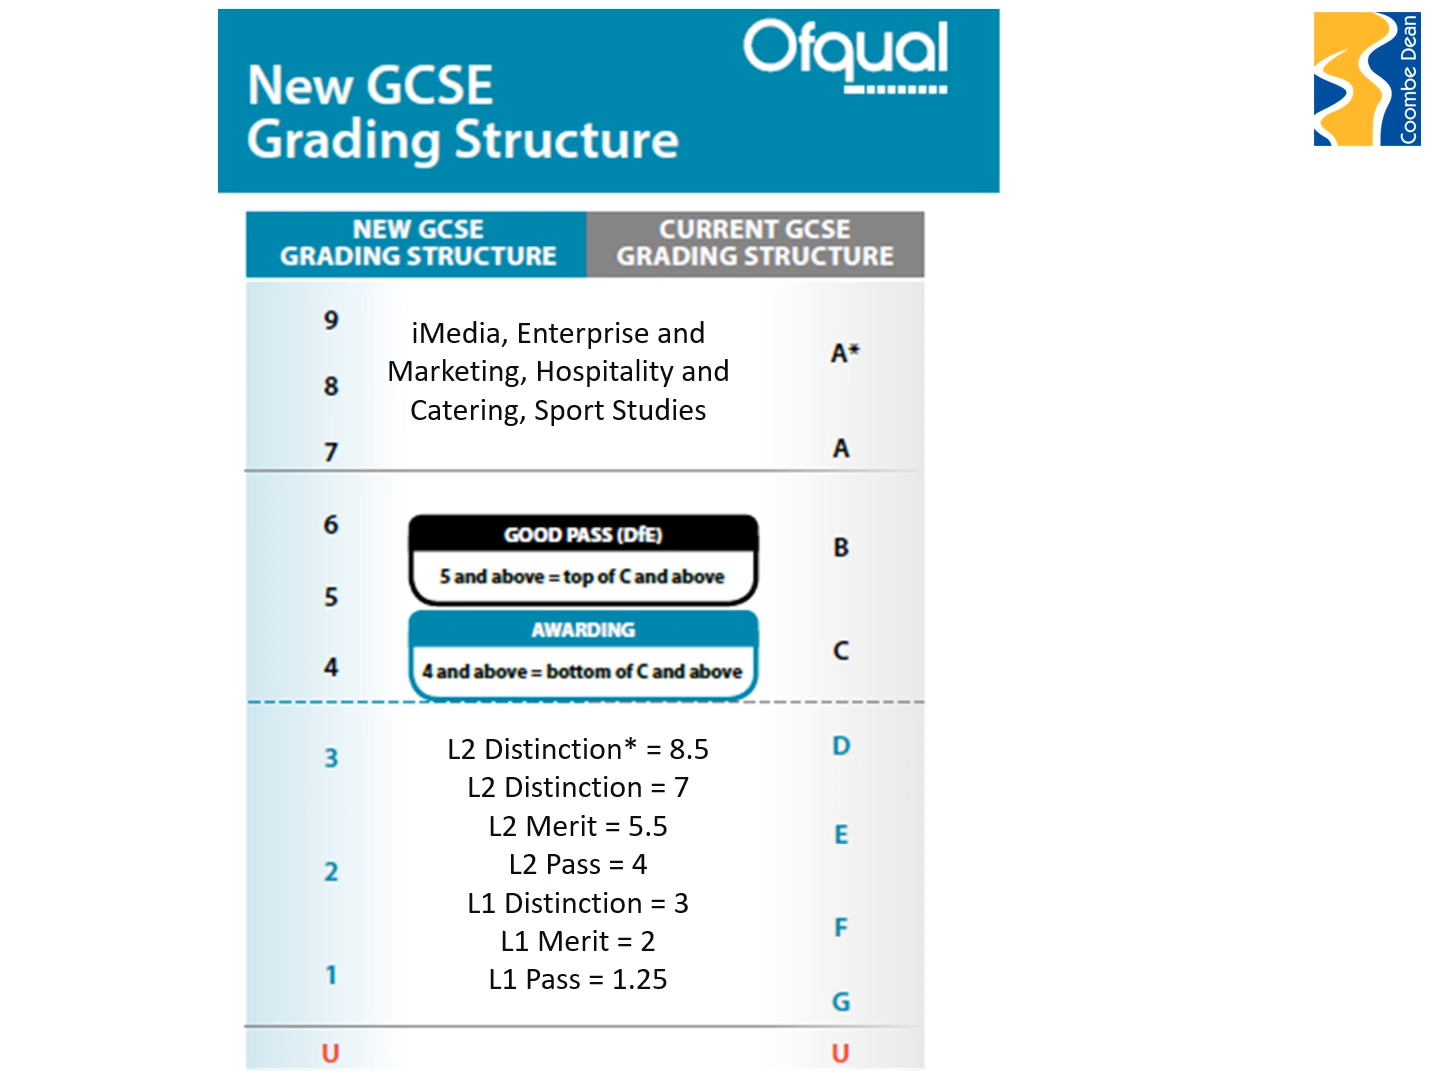 New GCSE
Grading Structure
Ofqual
Coombe Dean
NEW GCSE
GRADING STRUCTURE
CURRENT GCSE
GRADING STRUCTURE
9
8
7
iMedia, Enterprise and
Marketing, Hospitality and
Catering, Sport Studies
A*
A
6
5
4
GOOD PASS (DfE)
5 and above = top of C and above
AWARDING
4 and above = bottom of C and above
B
C
3
2
1
L2 Distinction* = 8.5
L2 Distinction = 7
L2 Merit = 5.5
L2 Pass = 4
L1 Distinction = 3
L1 Merit = 2
L1 Pass = 1.25
D
E
F
G
U
U